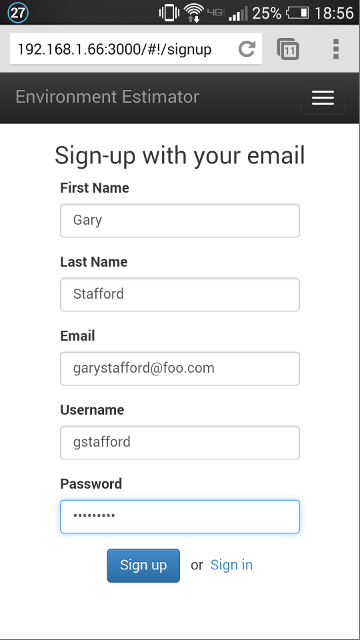 27 4G 25% 18:56
192.168.1.66:3000/#!/signup 11
Environment Estimator
Sign-up with your email
First Name
Gary
Last Name
Stafford
Email
garystafford@foo.com
Username
gstafford
Password
•••••••••
Sign up or Sign in